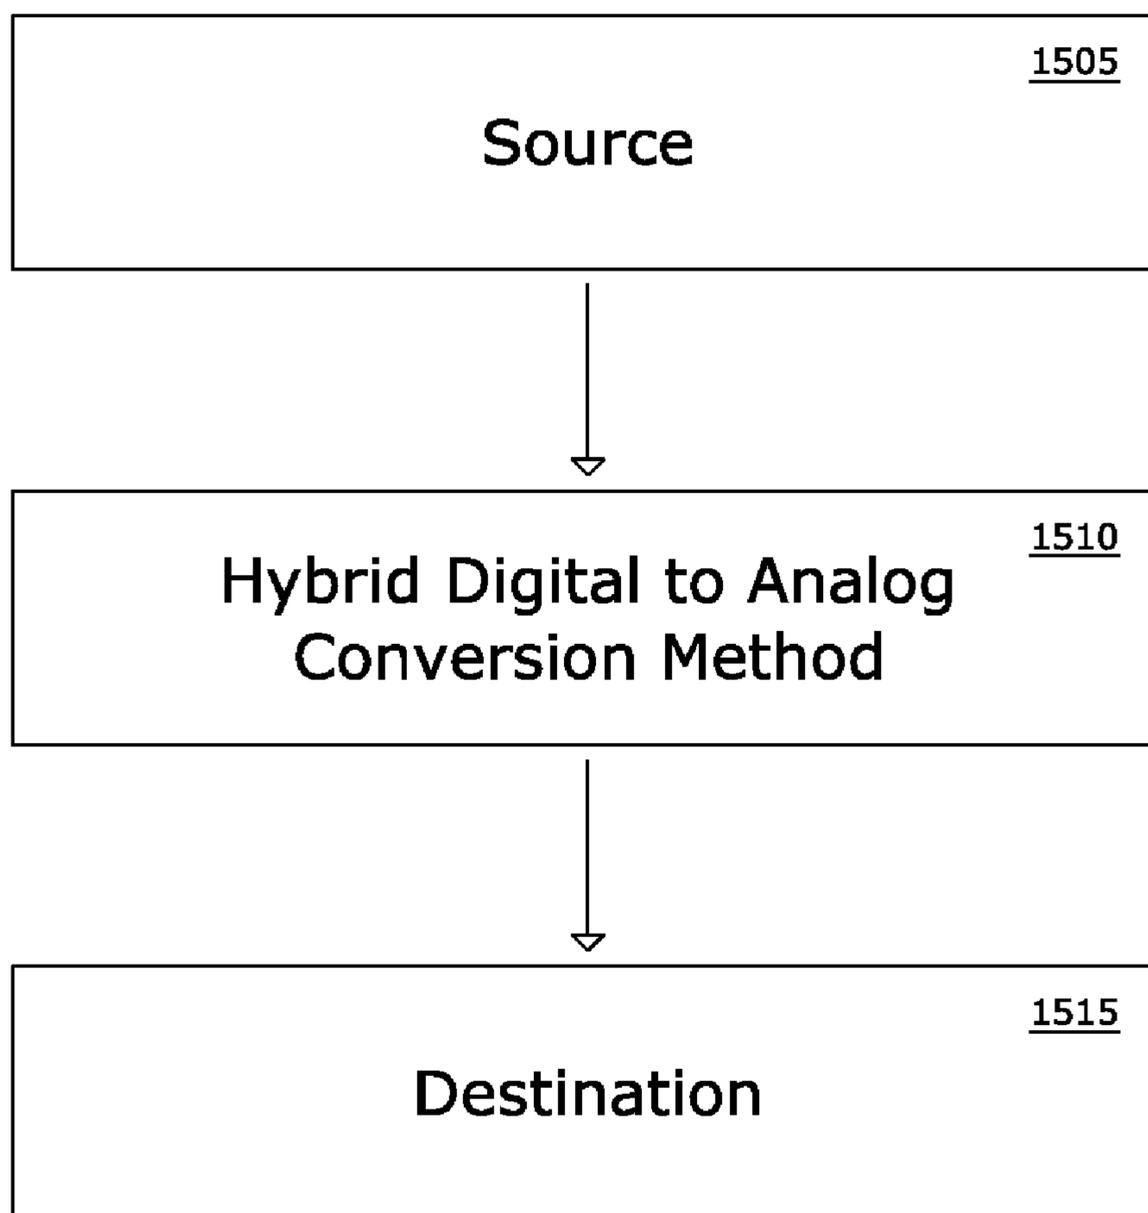 1505
Source
1510
Hybrid Digital to Analog
Conversion Method
1515
Destination